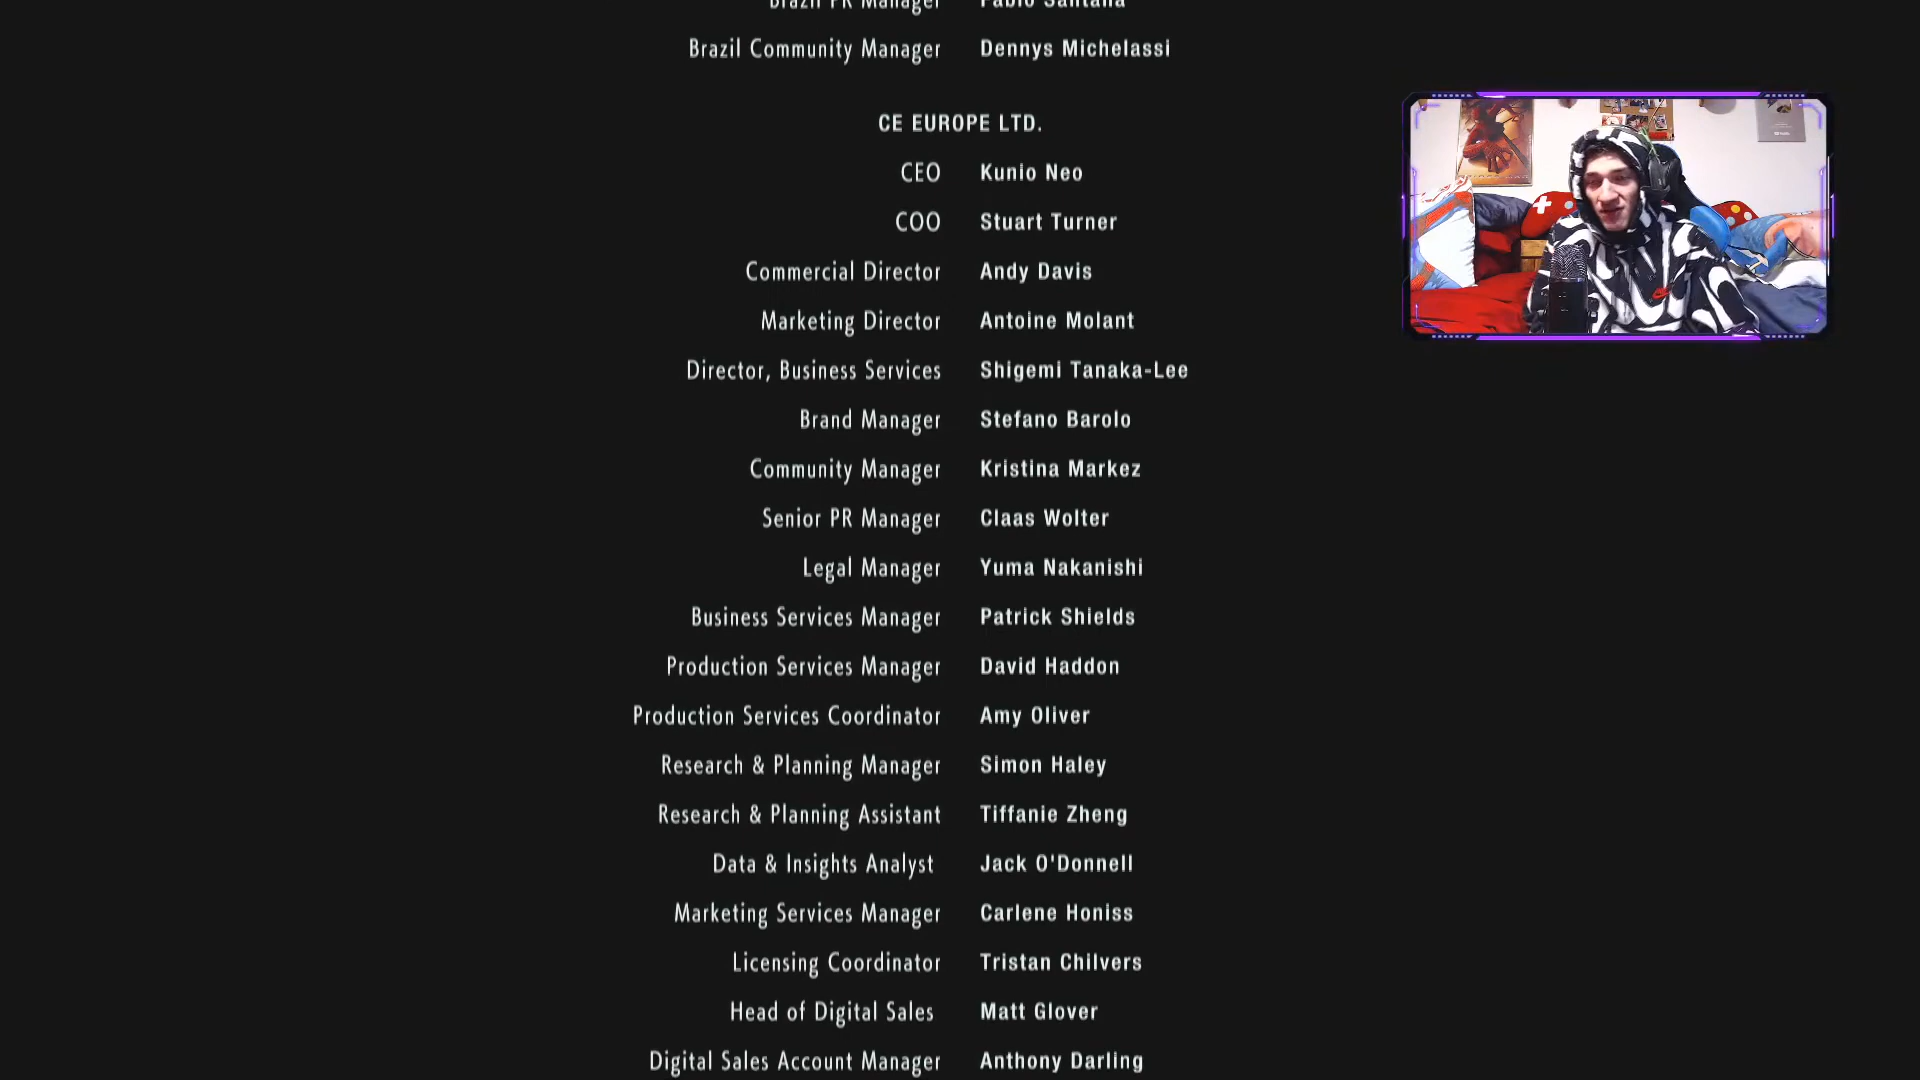 Brazil PR Manager Fabio Santana
Brazil Community Manager Dennys Michelassi
CE EUROPE LTD.
CEO Kunio Neo
COO Stuart Turner
Commercial Director Andy Davis
Marketing Director Antoine Molant
Director, Business Services Shigemi Tanaka-Lee
Brand Manager Stefano Barolo
Community Manager Kristina Markez
Senior PR Manager Claas Wolter
Legal Manager Yuma Nakanishi
Business Services Manager Patrick Shields
Production Services Manager David Haddon
Production Services Coordinator Amy Oliver
Research & Planning Manager Simon Haley
Research & Planning Assistant Tiffanie Zheng
Data & Insights Analyst Jack O'Donnell
Marketing Services Manager Carlene Honiss
Licensing Coordinator Tristan Chilvers
Head of Digital Sales Matt Glover
Digital Sales Account Manager Anthony Darling